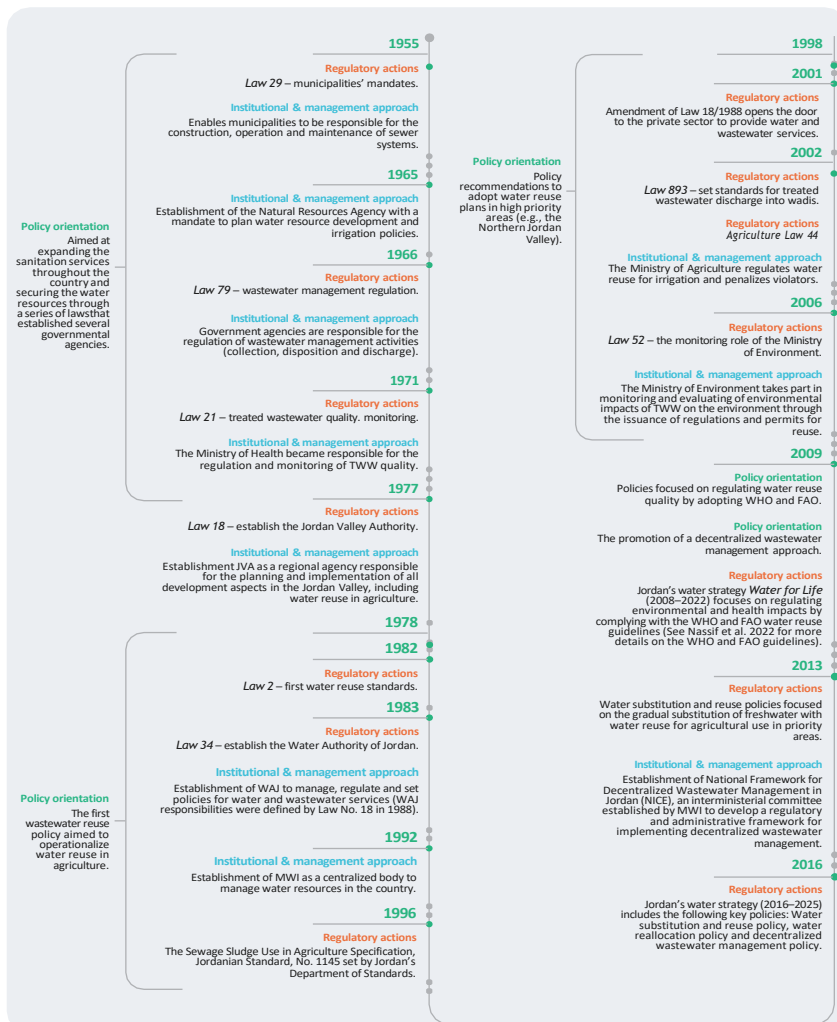 1955
Regulatory actions
Law 29 – municipalities' mandates.
Institutional & management approach
Enables municipalities to be responsible for the
construction, operation and maintenance of sewer
systems.
1965
Institutional & management approach
Establishment of the Natural Resources Agency with a
mandate to plan water resource development and
irrigation policies.
Policy orientation
Aimed at
expanding the
sanitation services
throughout the
country and
securing the water
resources through
a series of lawsthat
established several
governmental
agencies.
1966
Regulatory actions
Law 79 – wastewater management regulation.
Institutional & management approach
Government agencies are responsible for the
regulation of wastewater management activities
(collection, disposition and discharge).
1971
Regulatory actions
Law 21 – treated wastewater quality. monitoring.
Institutional & management approach
The Ministry of Health became responsible for the
regulation and monitoring of TWW quality.
1977
Regulatory actions
Law 18 – establish the Jordan Valley Authority.
Institutional & management approach
Establishment JVA as a regional agency responsible
for the planning and implementation of all
development aspects in the Jordan Valley, including
water reuse in agriculture.
1978
1982
Regulatory actions
Law 2 – first water reuse standards.
1983
Regulatory actions
Law 34 – establish the Water Authority of Jordan.
Institutional & management approach
Establishment of WAJ to manage, regulate and set
policies for water and wastewater services (WAJ
responsibilities were defined by Law No. 18 in 1988).
Policy orientation
The first
wastewater reuse
policy aimed to
operationalize
water reuse in
agriculture.
1992
Institutional & management approach
Establishment of MWI as a centralized body to
manage water resources in the country.
1996
Regulatory actions
The Sewage Sludge Use in Agriculture Specification,
Jordanian Standard, No. 1145 set by Jordan's
Department of Standards.
1998
2001
Regulatory actions
Amendment of Law 18/1988 opens the door
to the private sector to provide water and
wastewater services.
2002
Policy orientation
Policy
recommendations to
adopt water reuse
plans in high priority
areas (e.g., the
Northern Jordan
Valley).
Regulatory actions
Law 893 – set standards for treated
wastewater discharge into wadis.
Regulatory actions
Agriculture Law 44
Institutional & management approach
The Ministry of Agriculture regulates water
reuse for irrigation and penalizes violators.
2006
Regulatory actions
Law 52 – the monitoring role of the Ministry
of Environment.
Institutional & management approach
The Ministry of Environment takes part in
monitoring and evaluating of environmental
impacts of TWW on the environment through
the issuance of regulations and permits for
reuse.
2009
Policy orientation
Policies focused on regulating water reuse
quality by adopting WHO and FAO.
Policy orientation
The promotion of a decentralized wastewater
management approach.
Regulatory actions
Jordan's water strategy Water for Life
(2008–2022) focuses on regulating
environmental and health impacts by
complying with the WHO and FAO water reuse
guidelines (See Nassif et al. 2022 for more
details on the WHO and FAO guidelines).
2013
Regulatory actions
Water substitution and reuse policies focused
on the gradual substitution of freshwater with
water reuse for agricultural use in priority
areas.
Institutional & management approach
Establishment of National Framework for
Decentralized Wastewater Management in
Jordan (NICE), an interministerial committee
established by MWI to develop a regulatory
and administrative framework for
implementing decentralized wastewater
management.
2016
Regulatory actions
Jordan's water strategy (2016–2025)
includes the following key policies: Water
substitution and reuse policy, water
reallocation policy and decentralized
wastewater management policy.